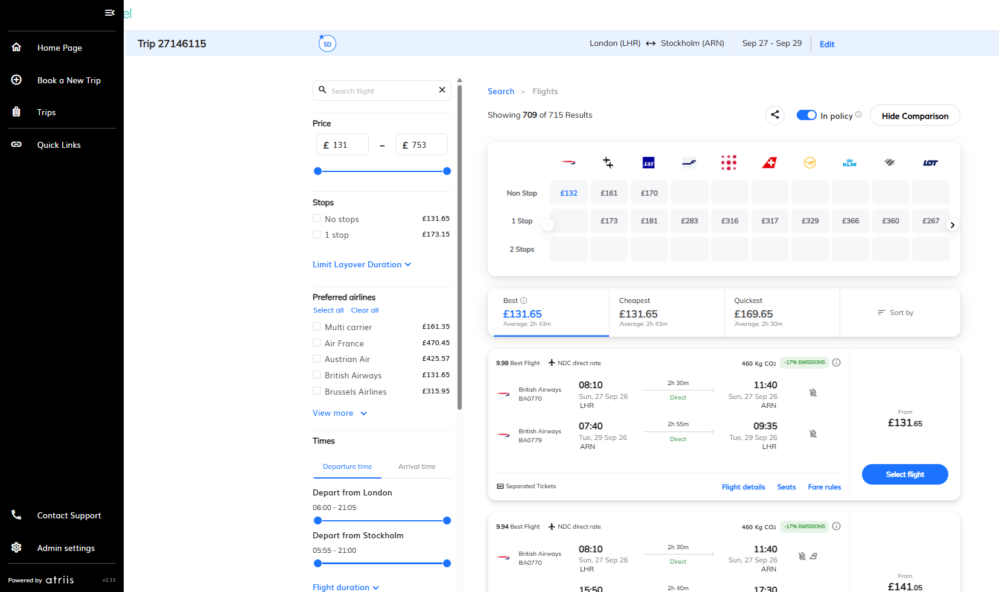 el
Home Page
Book a New Trip
Trips
Quick Links
Contact Support
Admin settings
Powered by atriis
v2.11
Trip 27146115
SD
London (LHR) ↔ Stockholm (ARN)
Sep 27 - Sep 29
Edit
Search flight
Price
£ 131 – £ 753
Stops
No stops £131.65
1 stop £173.15
Limit Layover Duration
Preferred airlines
Select all Clear all
Multi carrier £161.35
Air France £470.45
Austrian Air £425.57
British Airways £131.65
Brussels Airlines £315.95
View more
Times
Departure time Arrival time
Depart from London
06:00 - 21:05
Depart from Stockholm
05:55 - 21:00
Flight duration
Search > Flights
Showing 709 of 715 Results
In policy
Hide Comparison
SAS KLM LOT
Non Stop £132 £161 £170
1 Stop £173 £181 £283 £316 £317 £329 £366 £360 £267
2 Stops
Best
£131.65
Average: 2h 43m
Cheapest
£131.65
Average: 2h 43m
Quickest
£169.65
Average: 2h 30m
Sort by
9.98 Best Flight NDC direct rate 460 Kg CO2 -17% EMISSIONS
British Airways
BA0770
08:10
Sun, 27 Sep 26
LHR
2h 30m
Direct
11:40
Sun, 27 Sep 26
ARN
British Airways
BA0779
07:40
Tue, 29 Sep 26
ARN
2h 55m
Direct
09:35
Tue, 29 Sep 26
LHR
Separated Tickets
Flight details Seats Fare rules
From
£131.65
Select flight
9.94 Best Flight NDC direct rate 460 Kg CO2 -17% EMISSIONS
British Airways
BA0770
08:10
Sun, 27 Sep 26
LHR
2h 30m
Direct
11:40
Sun, 27 Sep 26
ARN
15:50
2h 40m
17:30
From
£141.05